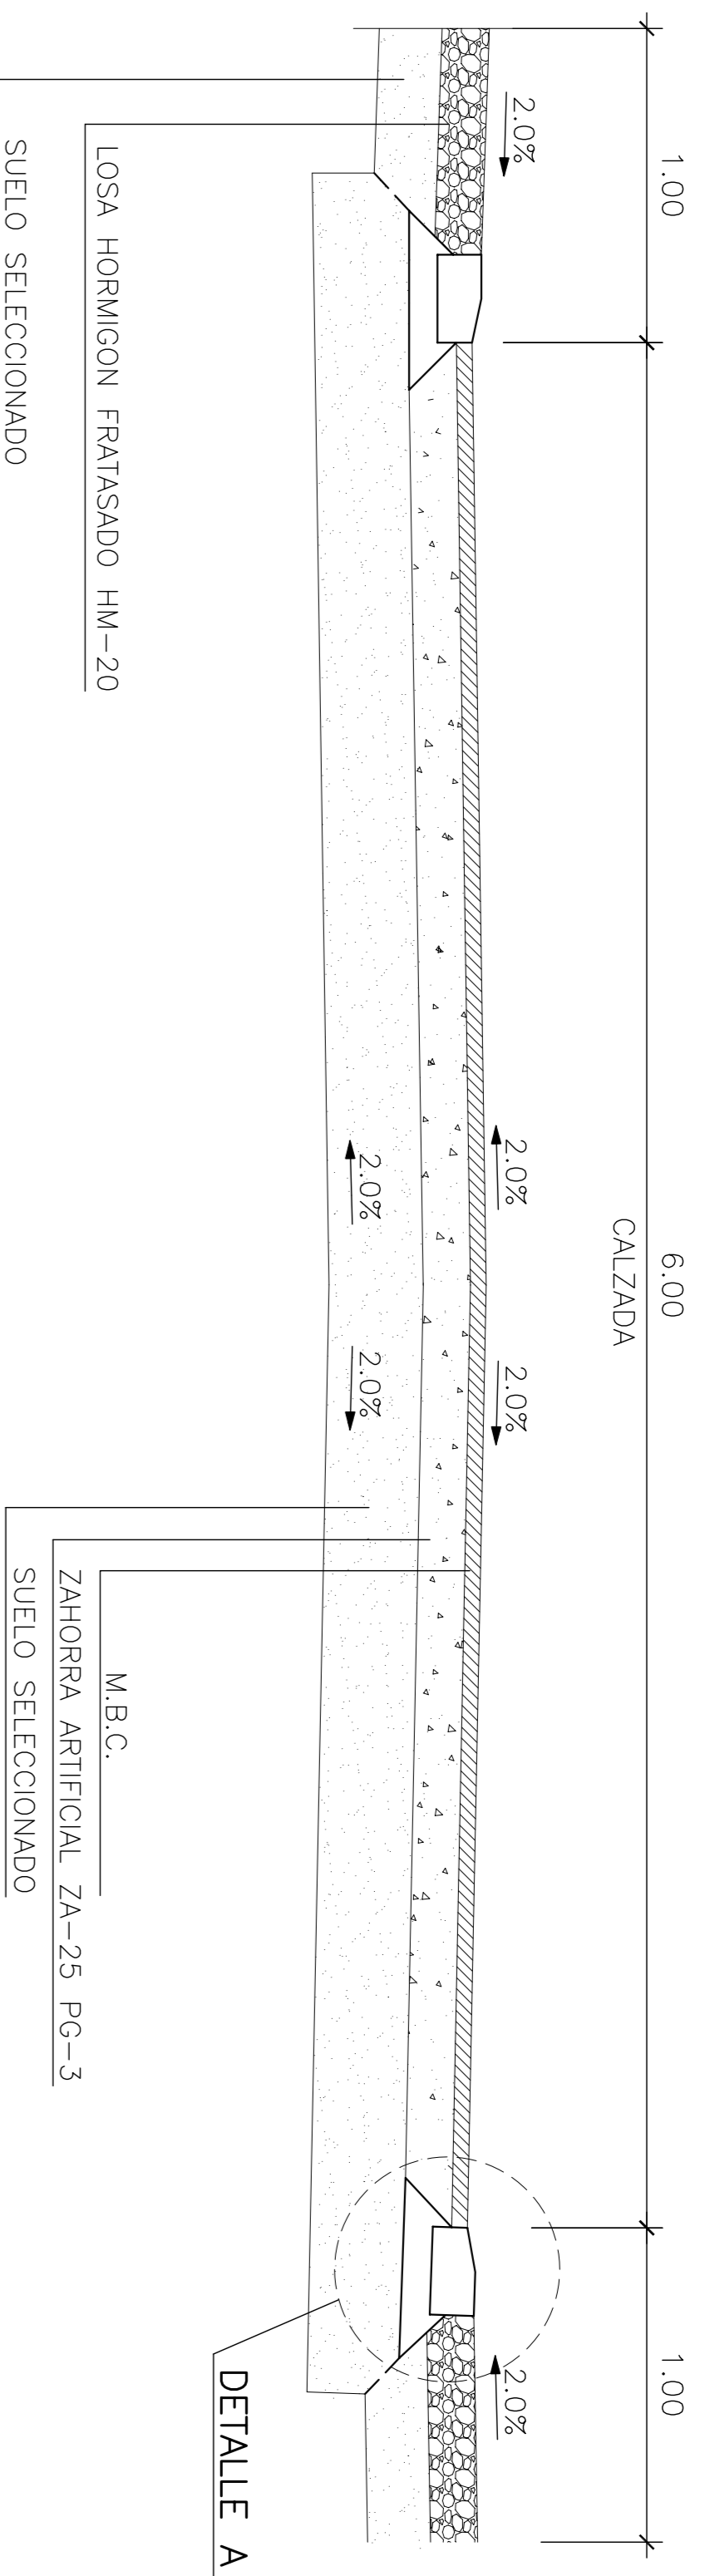 1.00
6.00
1.00
CALZADA
2.0%
2.0%
2.0%
2.0%
2.0%
2.0%
DETALLE A
LOSA HORMIGON FRATASADO HM-20
SUELO SELECCIONADO
M.B.C.
ZAHORRA ARTIFICIAL ZA-25 PG-3
SUELO SELECCIONADO